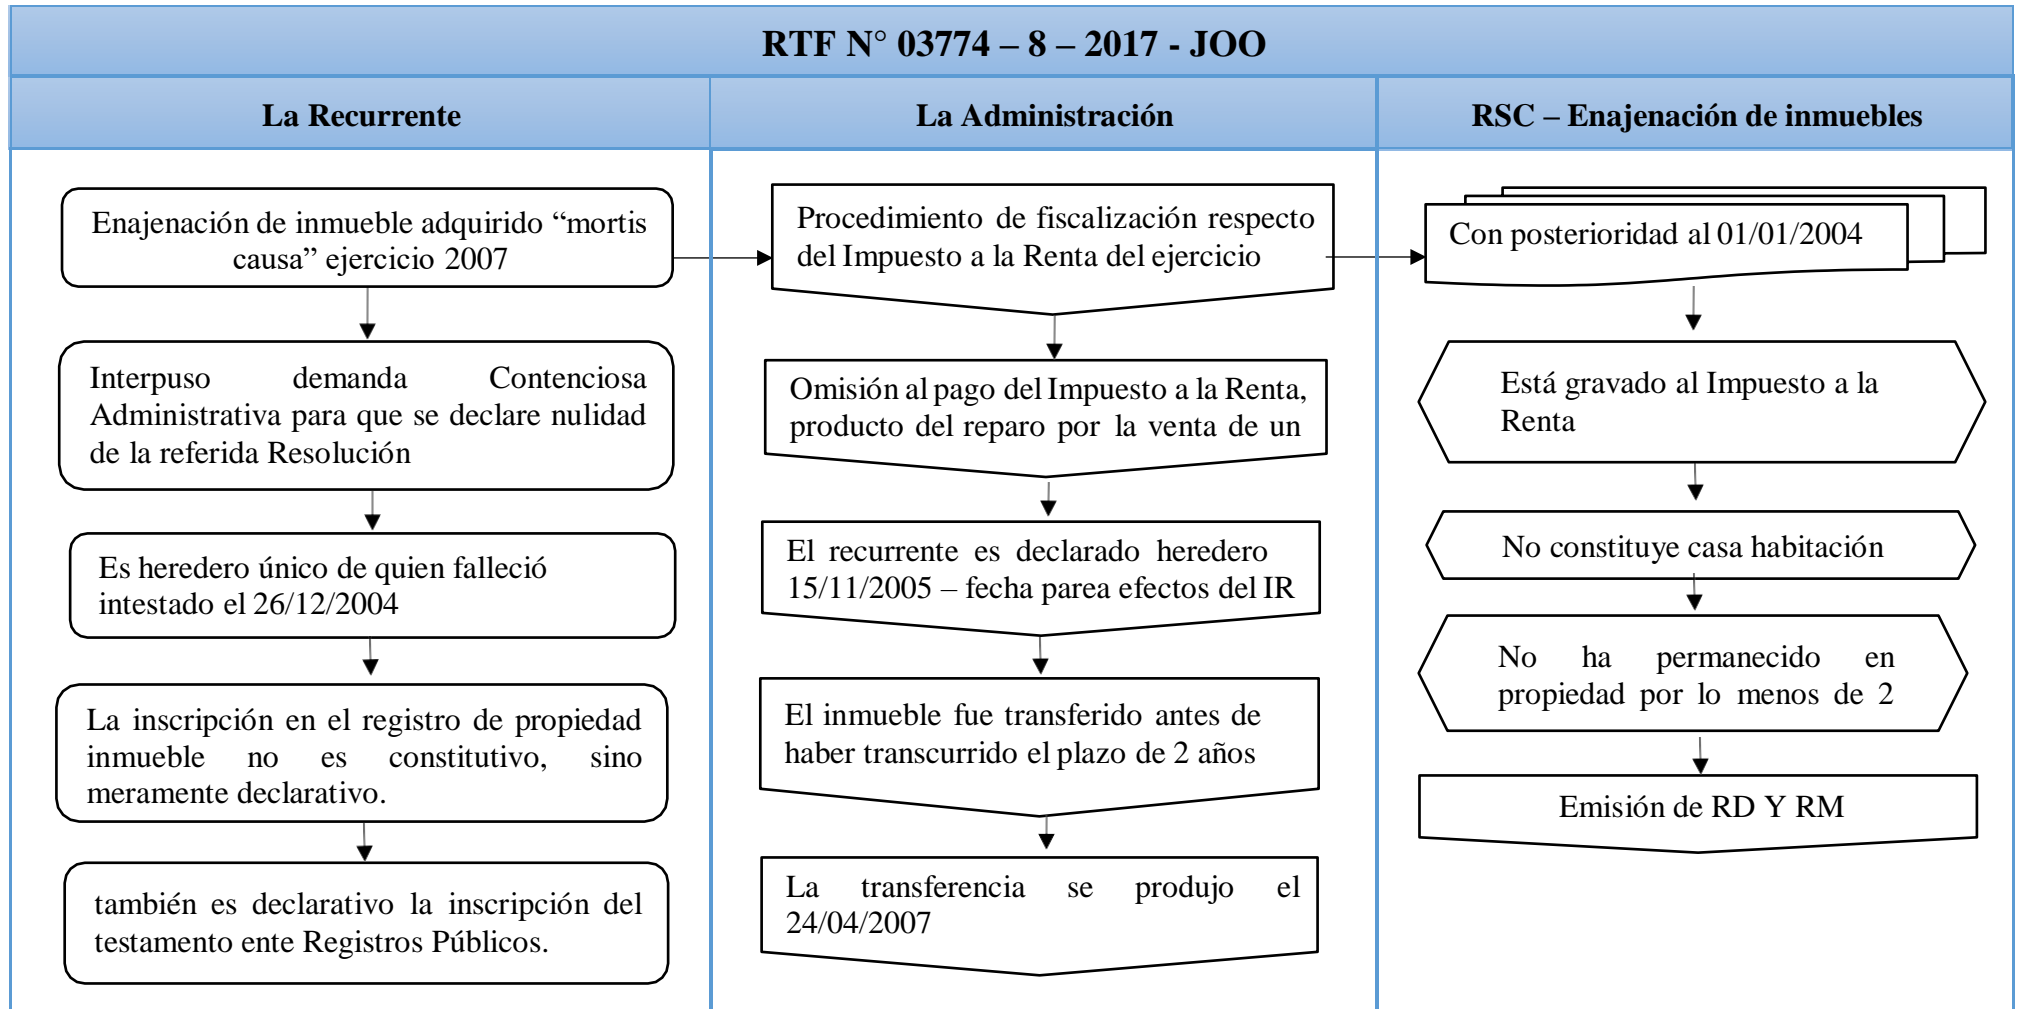 RTF N° 03774 – 8 – 2017 - JOO
La Recurrente
La Administración
RSC – Enajenación de inmuebles
Enajenación de inmueble adquirido “mortis
causa” ejercicio 2007
Interpuso demanda Contenciosa
Administrativa para que se declare nulidad
de la referida Resolución
Es heredero único de quien falleció
intestado el 26/12/2004
La inscripción en el registro de propiedad
inmueble no es constitutivo, sino
meramente declarativo.
también es declarativo la inscripción del
testamento ente Registros Públicos.
Procedimiento de fiscalización respecto
del Impuesto a la Renta del ejercicio
Omisión al pago del Impuesto a la Renta,
producto del reparo por la venta de un
El recurrente es declarado heredero
15/11/2005 – fecha parea efectos del IR
El inmueble fue transferido antes de
haber transcurrido el plazo de 2 años
La transferencia se produjo el
24/04/2007
Con posterioridad al 01/01/2004
Está gravado al Impuesto a la
Renta
No constituye casa habitación
No ha permanecido en
propiedad por lo menos de 2
Emisión de RD Y RM